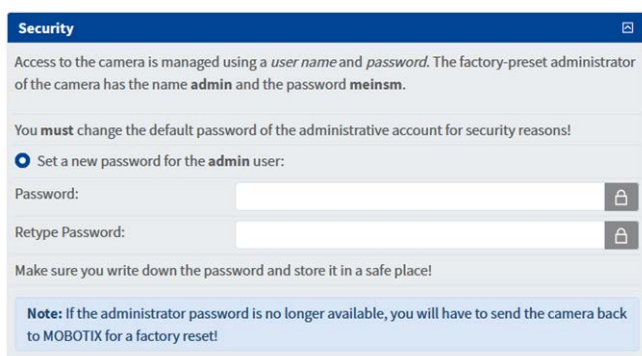 Security
Access to the camera is managed using a user name and password. The factory-preset administrator
of the camera has the name admin and the password meinsm.
You must change the default password of the administrative account for security reasons!
Set a new password for the admin user:
Password:
Retype Password:
Make sure you write down the password and store it in a safe place!
Note: If the administrator password is no longer available, you will have to send the camera back
to MOBOTIX for a factory reset!